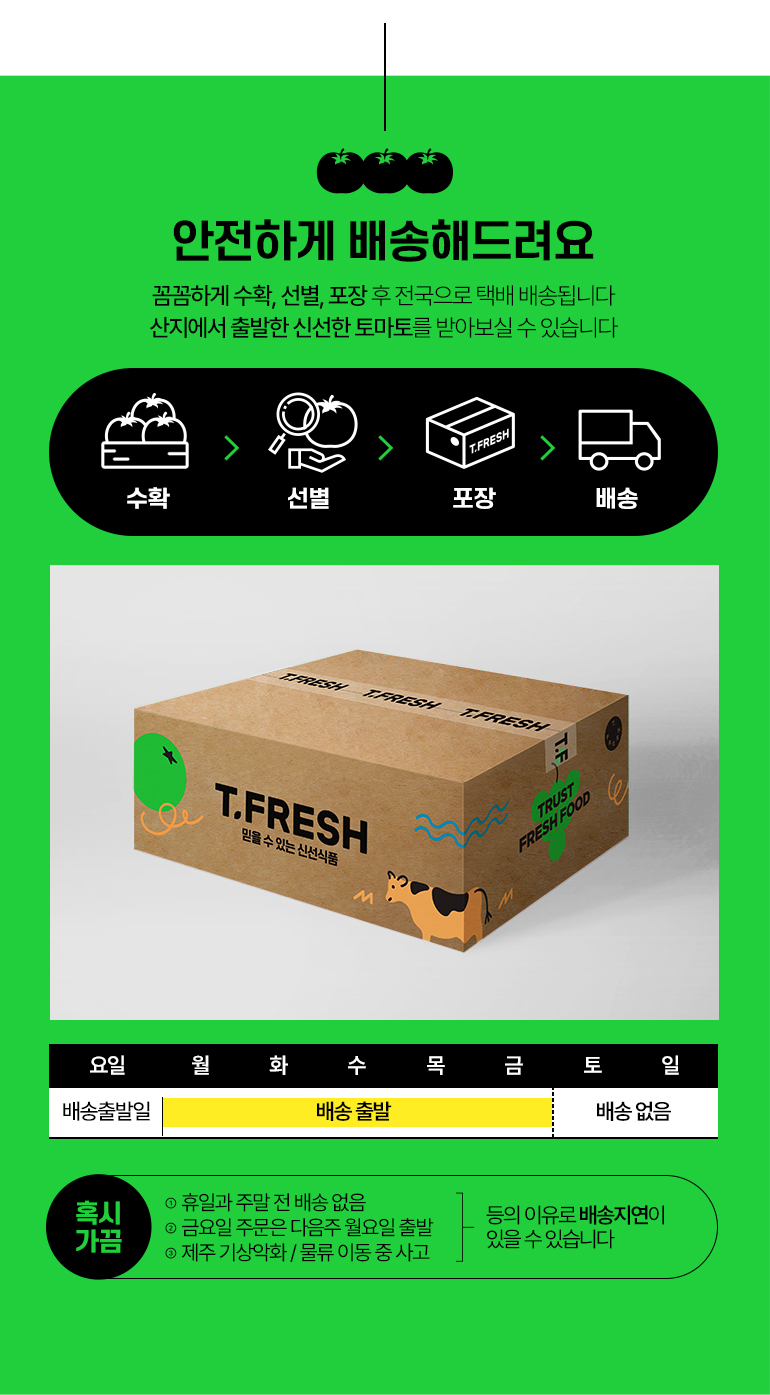 안전하게 배송해드려요
꼼꼼하게 수확, 선별, 포장 후 전국으로 택배 배송됩니다
산지에서 출발한 신선한 토마토를 받아보실 수 있습니다
T.FRESH
수확 선별 포장 배송
T.FRESH T.FRESH T.FRESH
T.F
T.FRESH
믿을 수 있는 신선식품
TRUST
FRESH FOOD
요일 월 화 수 목 금 토 일
배송출발일 배송 출발 배송 없음
혹시
가끔
① 휴일과 주말 전 배송 없음
② 금요일 주문은 다음주 월요일 출발
③ 제주 기상악화 / 물류 이동 중 사고
등의 이유로 배송지연이
있을 수 있습니다